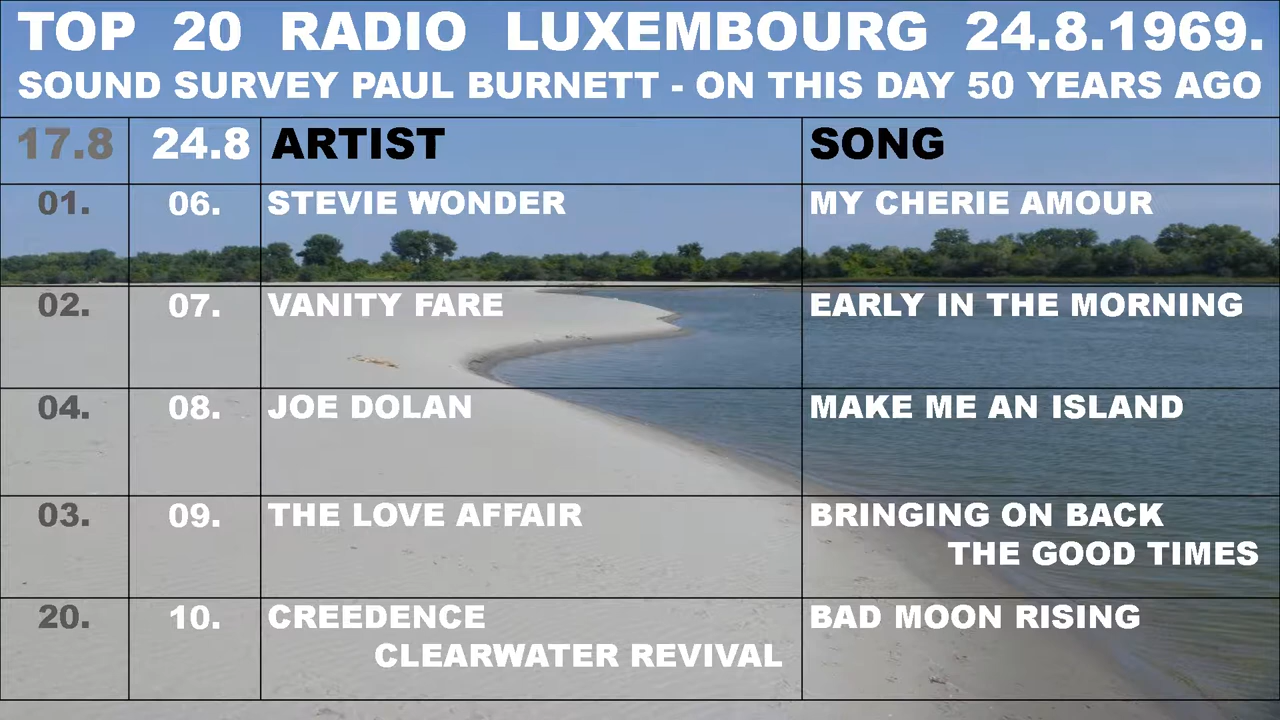 TOP 20 RADIO LUXEMBOURG 24.8.1969.
SOUND SURVEY PAUL BURNETT - ON THIS DAY 50 YEARS AGO
17.8 24.8 ARTIST SONG
01. 06. STEVIE WONDER MY CHERIE AMOUR
02. 07. VANITY FARE EARLY IN THE MORNING
04. 08. JOE DOLAN MAKE ME AN ISLAND
03. 09. THE LOVE AFFAIR BRINGING ON BACK
THE GOOD TIMES
20. 10. CREEDENCE BAD MOON RISING
CLEARWATER REVIVAL